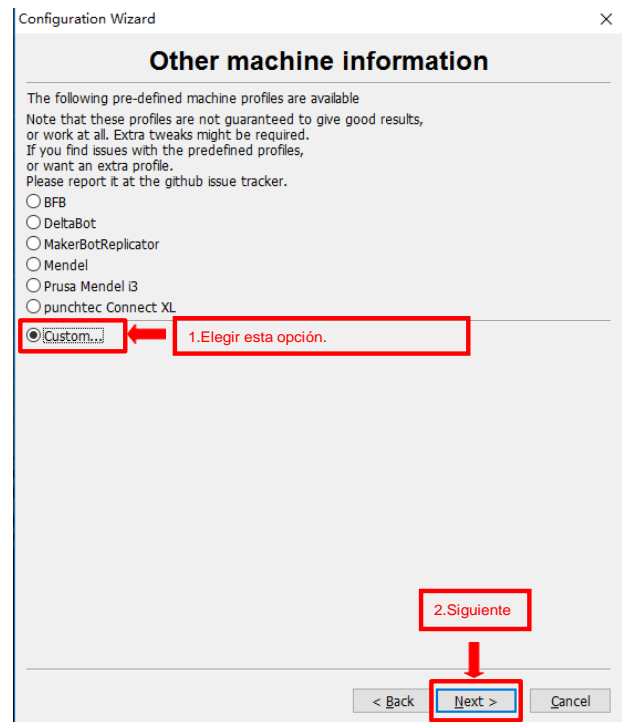 Configuration Wizard
Other machine information
The following pre-defined machine profiles are available
Note that these profiles are not guaranteed to give good results,
or work at all. Extra tweaks might be required.
If you find issues with the predefined profiles,
or want an extra profile.
Please report it at the github issue tracker.
BFB
DeltaBot
MakerBotReplicator
Mendel
Prusa Mendel i3
punchtec Connect XL
Custom...
1.Elegir esta opción.
2.Siguiente
< Back Next > Cancel